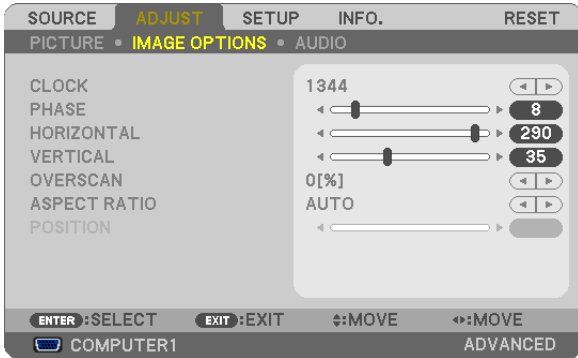 SOURCE ADJUST SETUP INFO. RESET
PICTURE • IMAGE OPTIONS • AUDIO
CLOCK 1344
PHASE 8
HORIZONTAL 290
VERTICAL 35
OVERSCAN 0[%]
ASPECT RATIO AUTO
POSITION
ENTER :SELECT EXIT :EXIT :MOVE :MOVE
COMPUTER1 ADVANCED